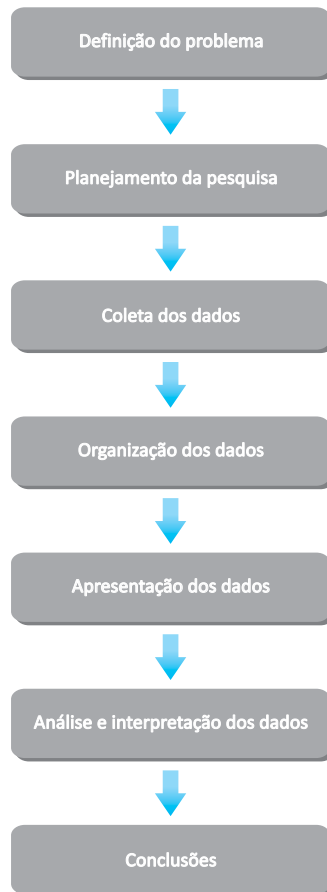 Definição do problema
Planejamento da pesquisa
Coleta dos dados
Organização dos dados
Apresentação dos dados
Análise e interpretação dos dados
Conclusões